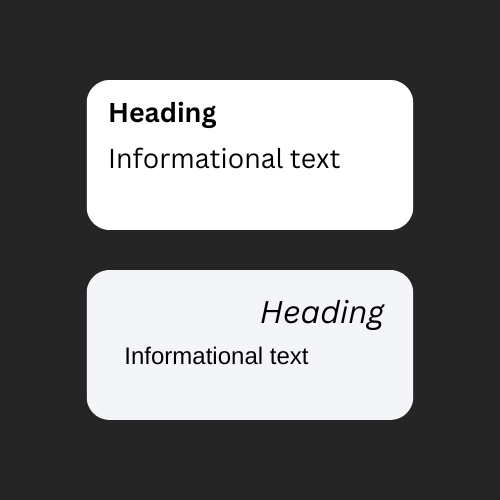 Heading
Informational text
Heading
Informational text